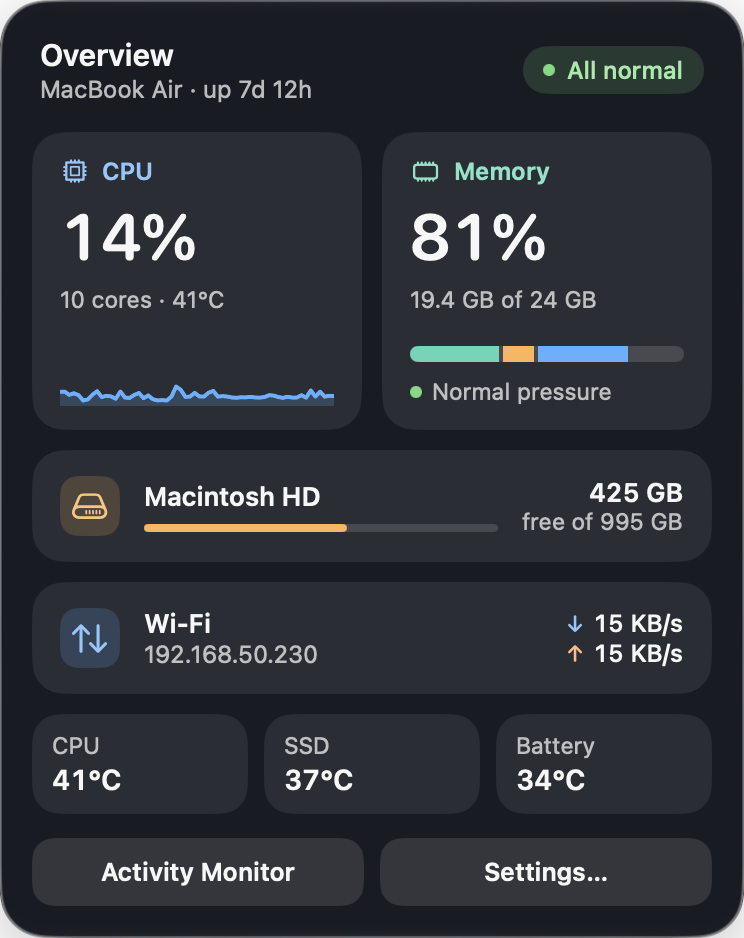 Overview
MacBook Air · up 7d 12h
All normal
CPU
14%
10 cores · 41°C
Memory
81%
19.4 GB of 24 GB
Normal pressure
Macintosh HD
425 GB
free of 995 GB
Wi-Fi
192.168.50.230
↓ 15 KB/s
↑ 15 KB/s
CPU
41°C
SSD
37°C
Battery
34°C
Activity Monitor
Settings...